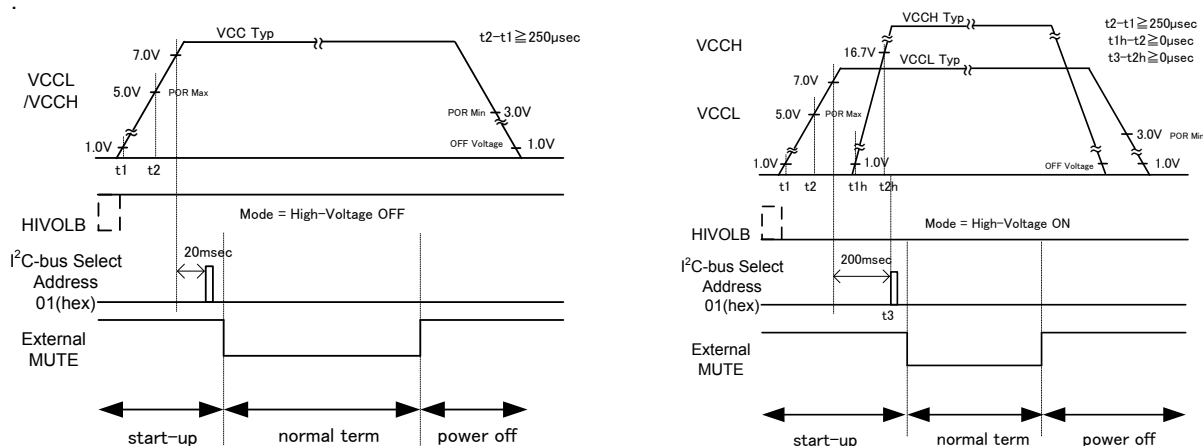 .
VCC Typ
t2-t1≧250μsec
7.0V
VCCL
/VCCH
5.0V
POR Max
POR Min
3.0V
1.0V
OFF Voltage
1.0V
t1
t2
HIVOLB
Mode = High-Voltage OFF
20msec
I²C-bus Select
Address
01(hex)
External
MUTE
start-up
normal term
power off
VCCH Typ
t2-t1≧250μsec
t1h-t2≧0μsec
t3-t2h≧0μsec
VCCH
16.7V
VCCL Typ
7.0V
VCCL
5.0V
POR Max
3.0V
POR Min
1.0V
1.0V
OFF Voltage
1.0V
t1
t2
t1h
t2h
HIVOLB
Mode = High-Voltage ON
200msec
I²C-bus Select
Address
01(hex)
t3
External
MUTE
start-up
normal term
power off